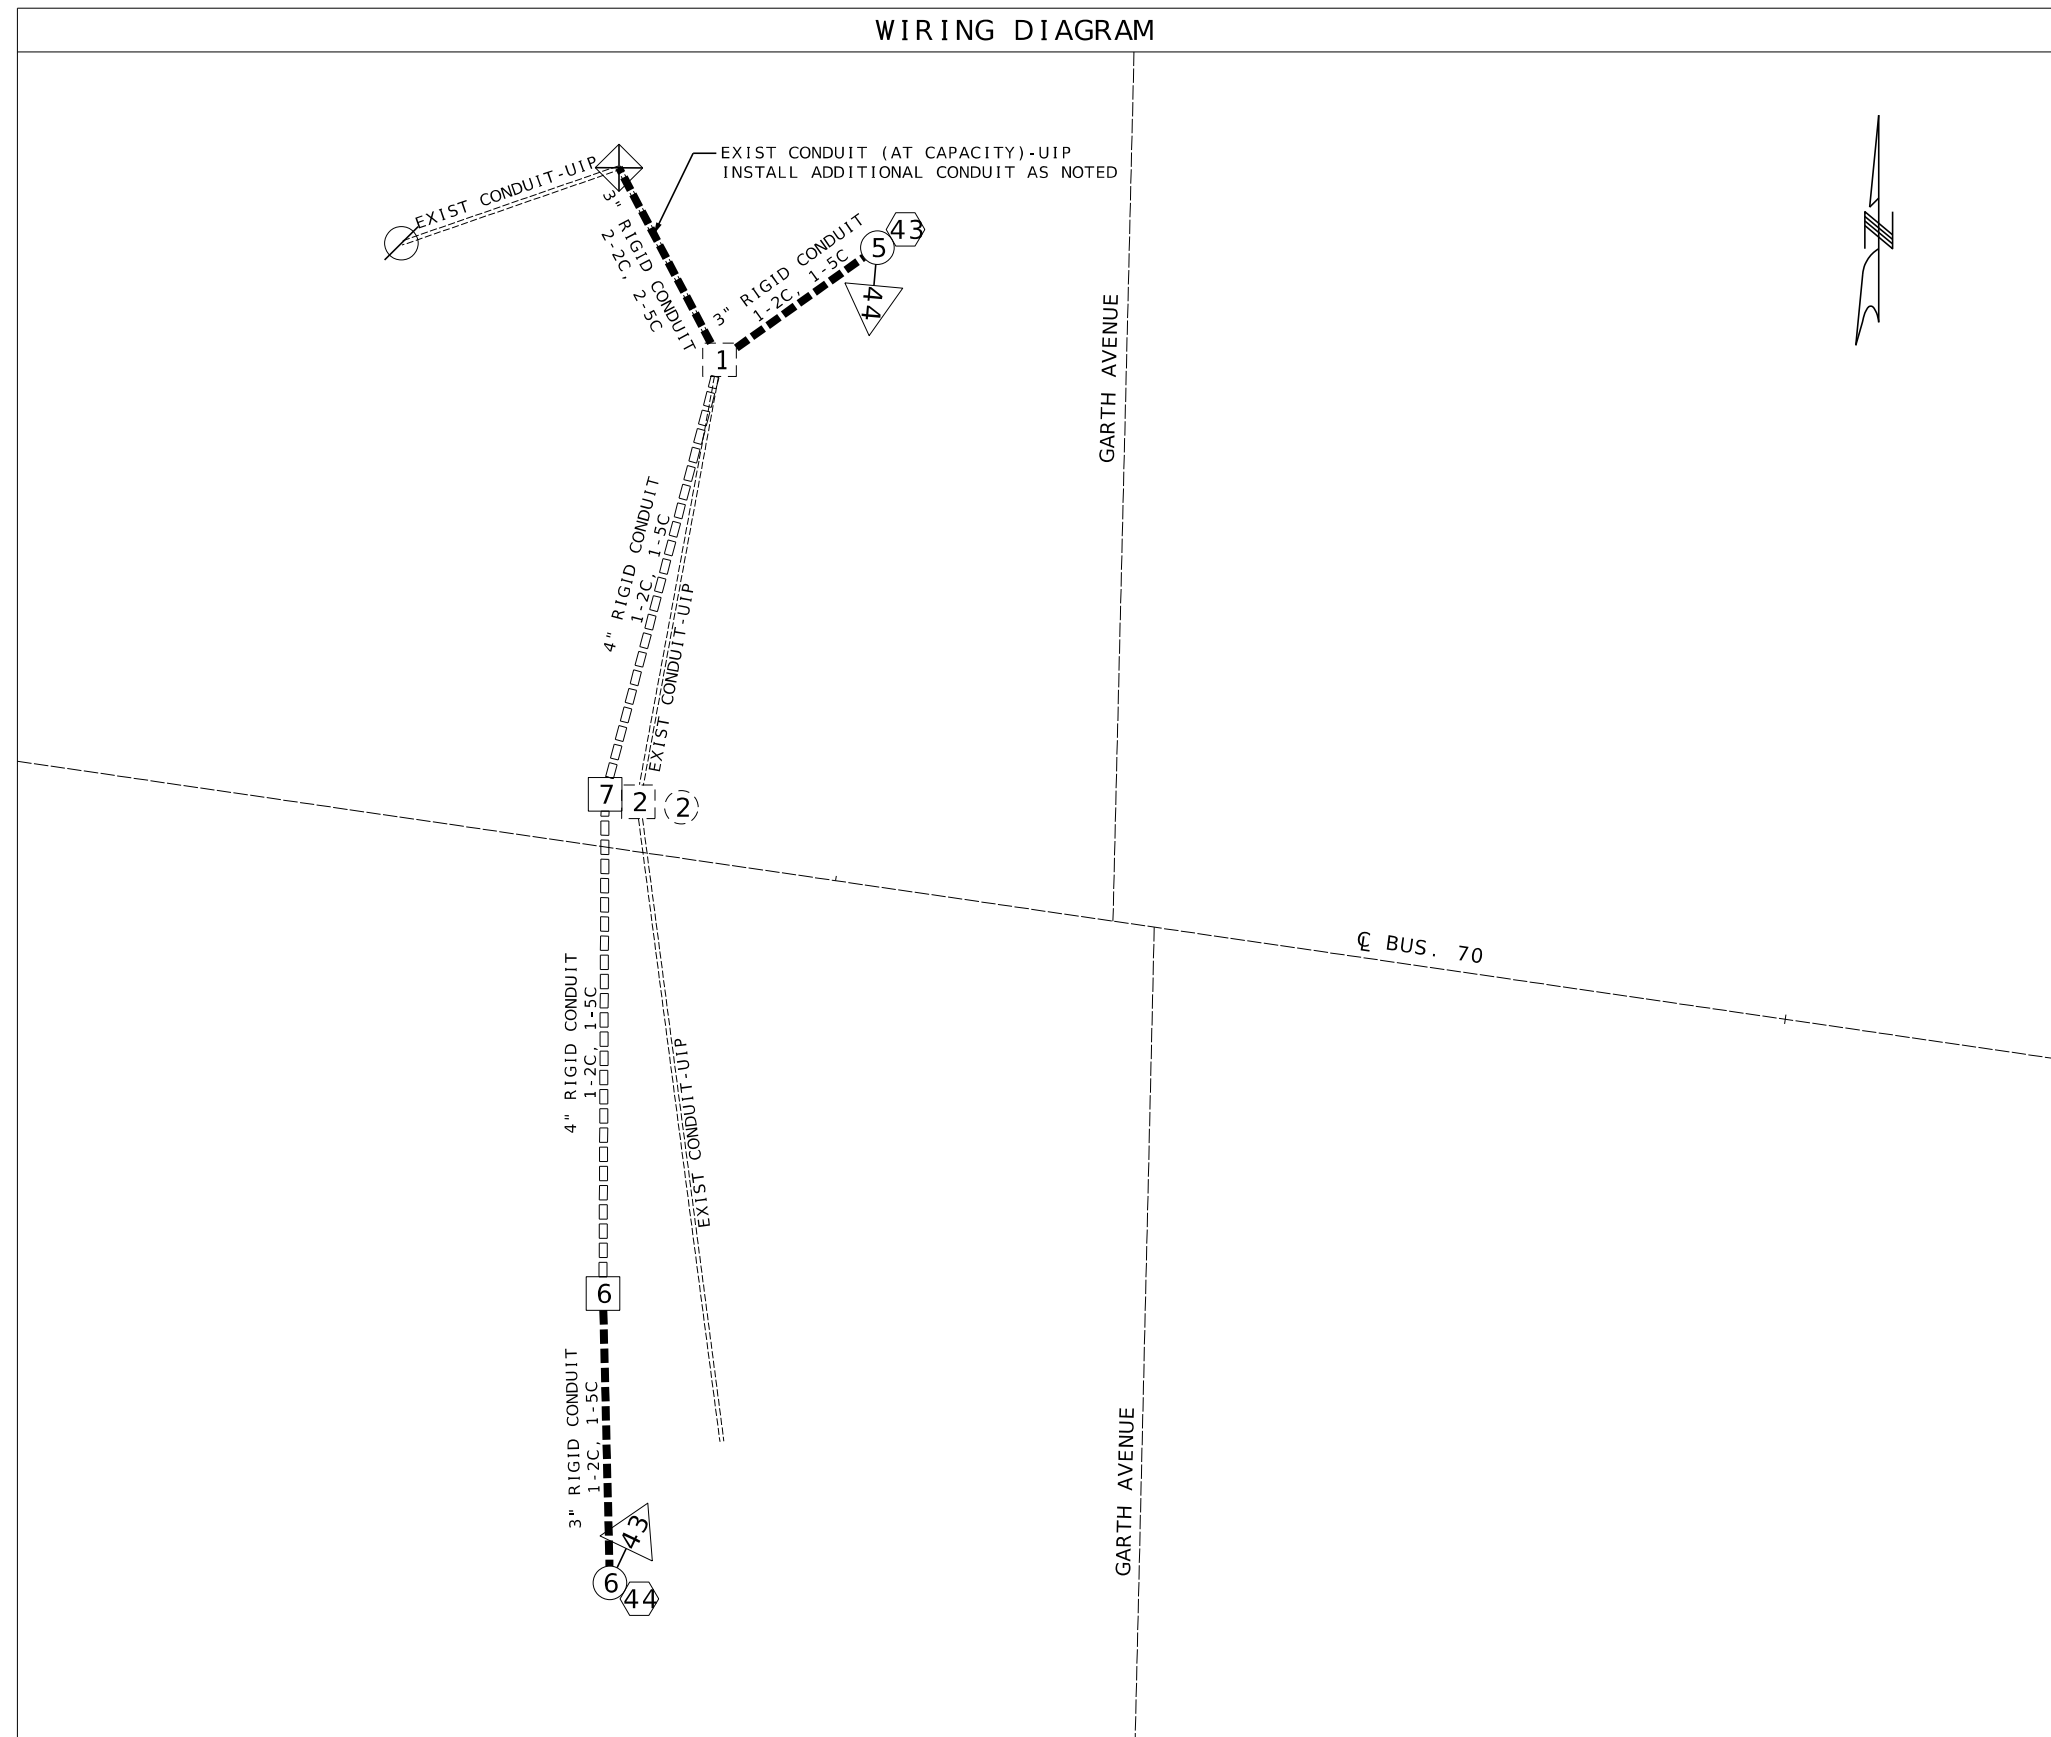 WIRING DIAGRAM
EXIST CONDUIT-UIP
EXIST CONDUIT (AT CAPACITY)-UIP
INSTALL ADDITIONAL CONDUIT AS NOTED
3" RIGID CONDUIT
2-2C, 2-5C
3" RIGID CONDUIT
1-2C, 1-5C
5
43
44
1
N
GARTH AVENUE
4" RIGID CONDUIT
1-2C, 1-5C
EXIST CONDUIT-UIP
7
2
2
℄ BUS. 70
4" RIGID CONDUIT
1-2C, 1-5C
EXIST CONDUIT-UIP
6
3" RIGID CONDUIT
1-2C, 1-5C
GARTH AVENUE
43
6
44